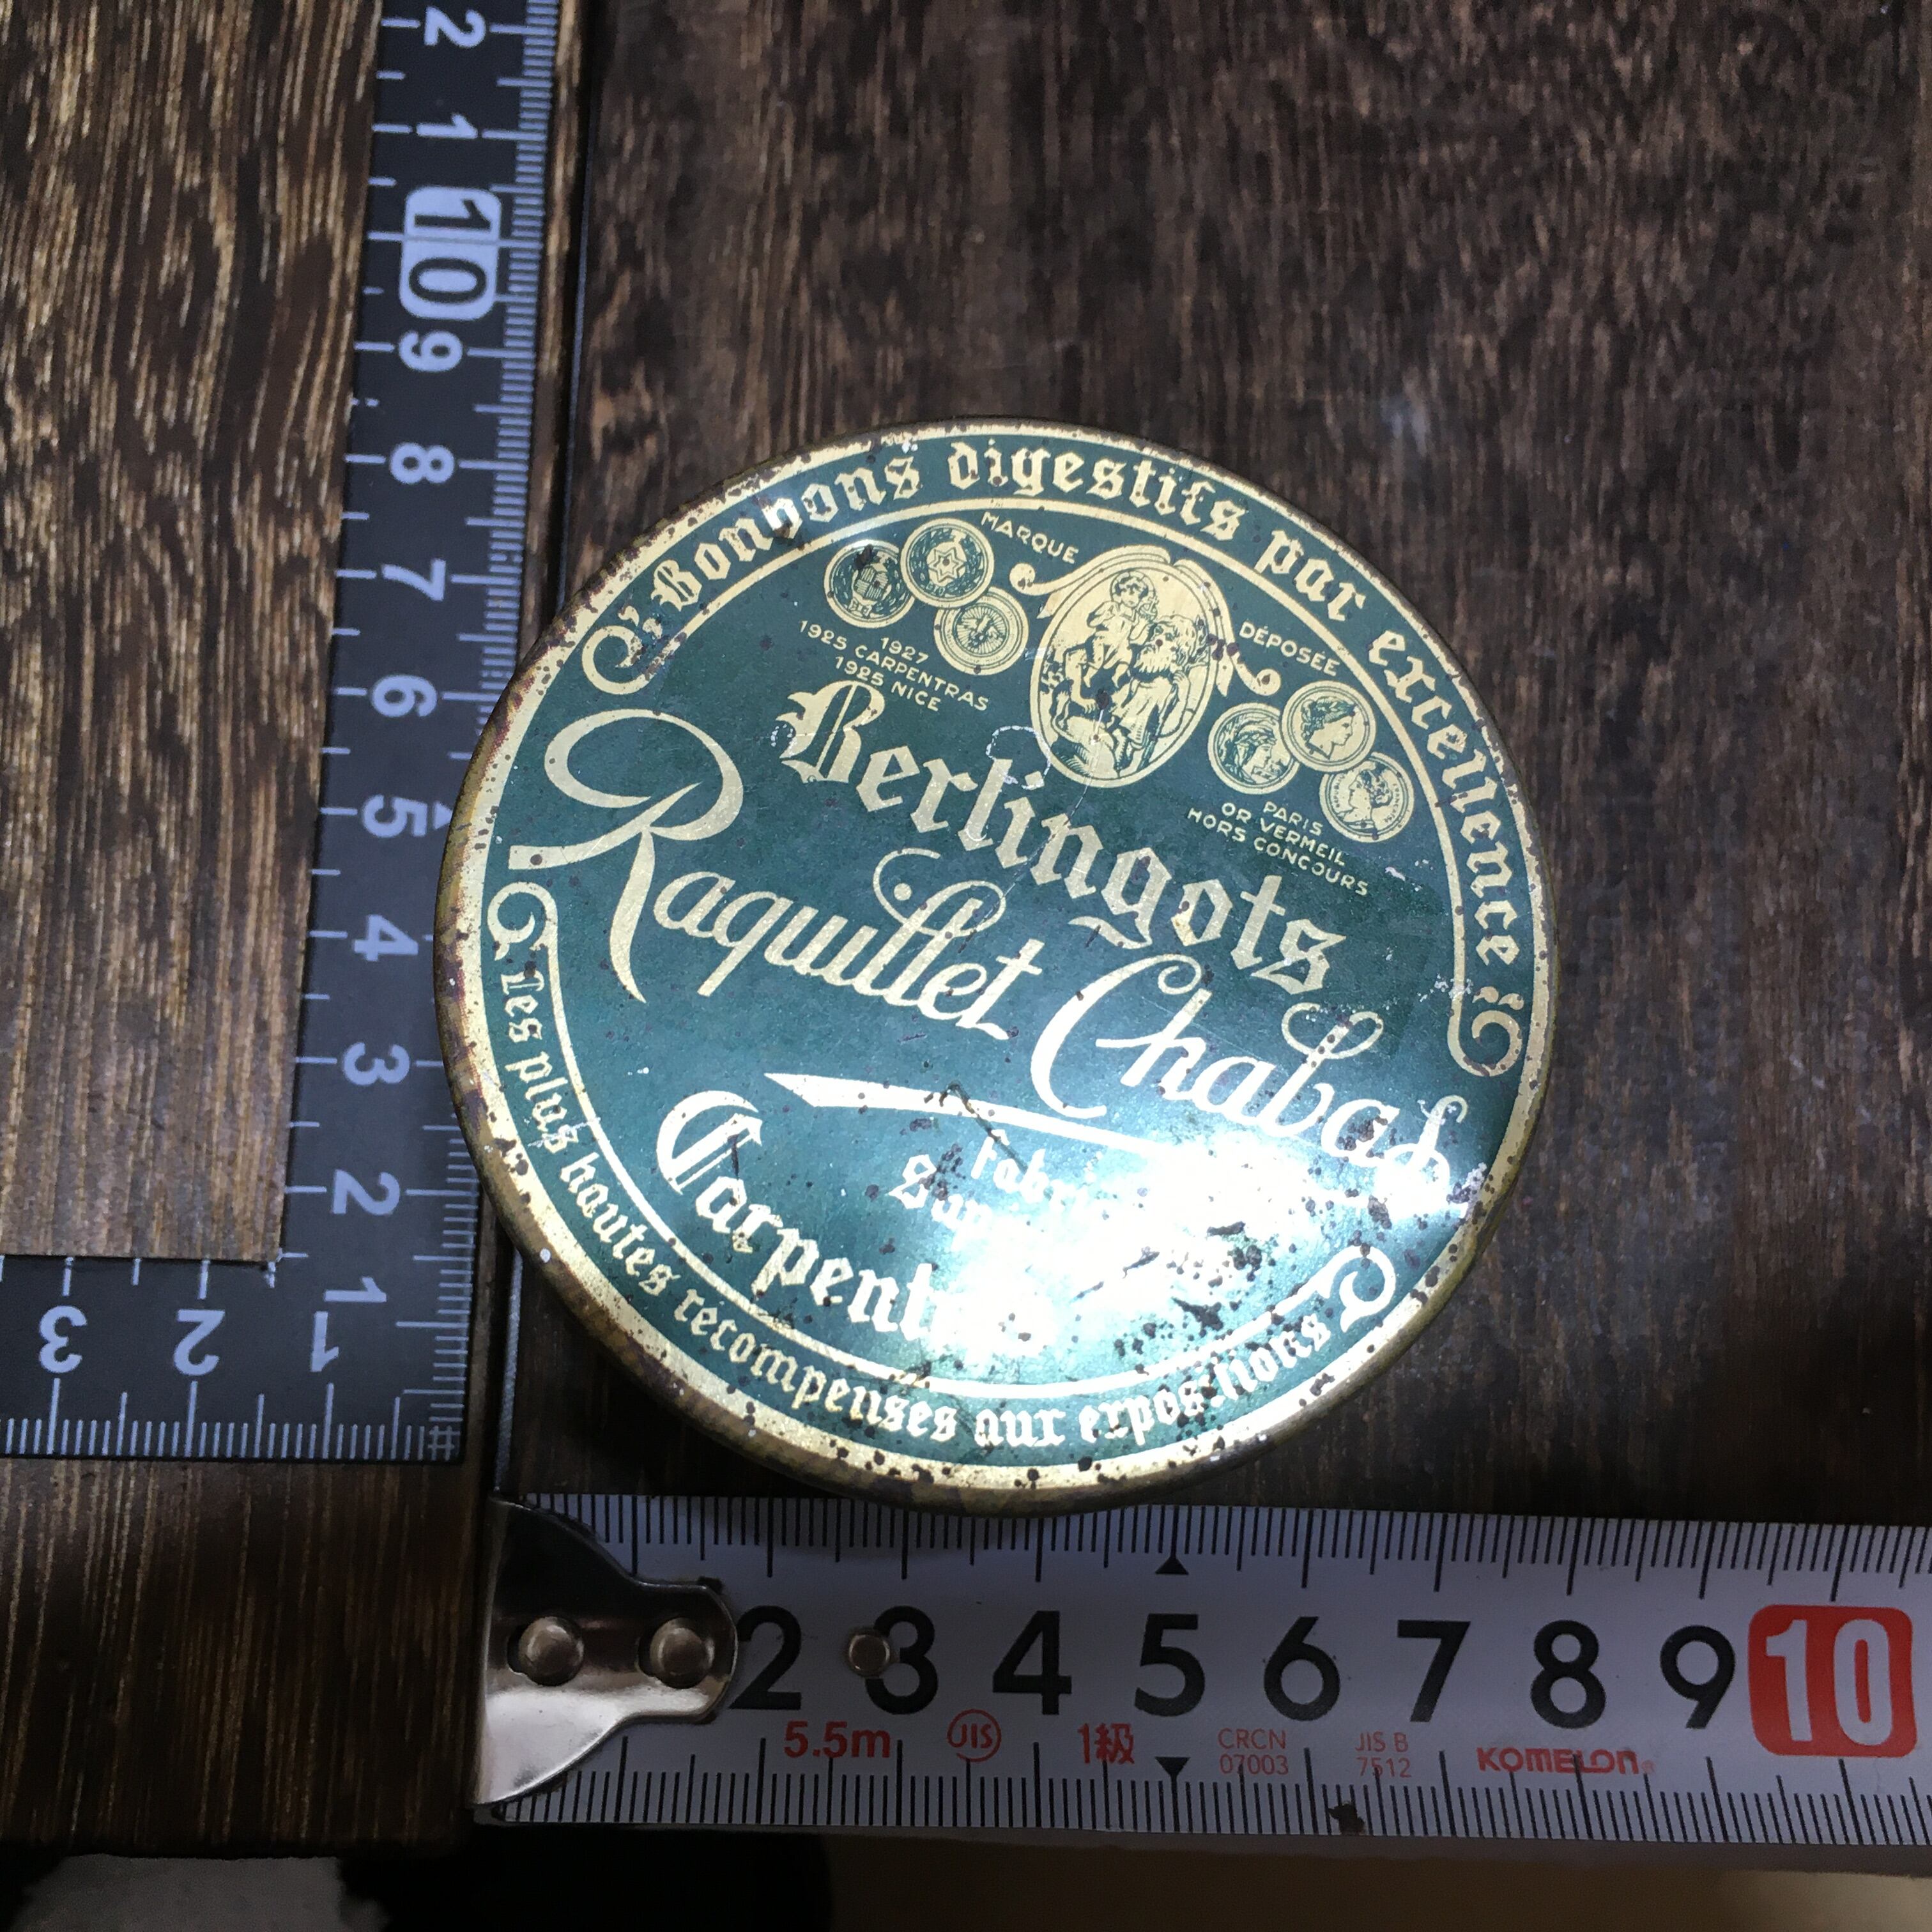 Bonbons digestifs par excellence
MARQUE
DÉPOSÉE
1927
1925 CARPENTRAS
1925 NICE
PARIS
OR VERMEIL
HORS CONCOURS
Berlingots
Raquillet Chabas
Carpentras
Les plus hautes récompenses aux expositions
2
1
10
9
8
7
6
5
4
3
2
1
3 2 1
2 3 4 5 6 7 8 9 10
5.5m JIS 1級 CRCN 07003 JIS B 7512 KOMELON